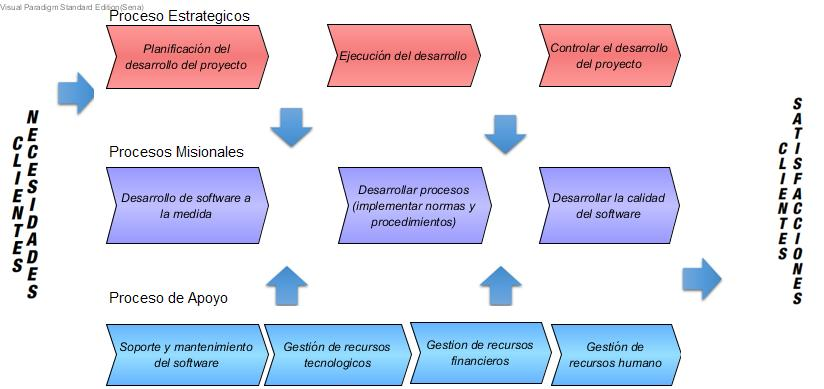 Visual Paradigm Standard Edition(Sena)
Proceso Estrategicos
Planificación del
desarrollo del proyecto
Ejecución del desarrollo
Controlar el desarrollo
del proyecto
CLIENTES
NECESIDADES
Procesos Misionales
Desarrollo de software a
la medida
Desarrollar procesos
(implementar normas y
procedimientos)
Desarrollar la calidad
del software
CLIENTES
SATISFACCIONES
Proceso de Apoyo
Soporte y mantenimiento
del software
Gestión de recursos
tecnologicos
Gestion de recursos
financieros
Gestión de
recursos humano